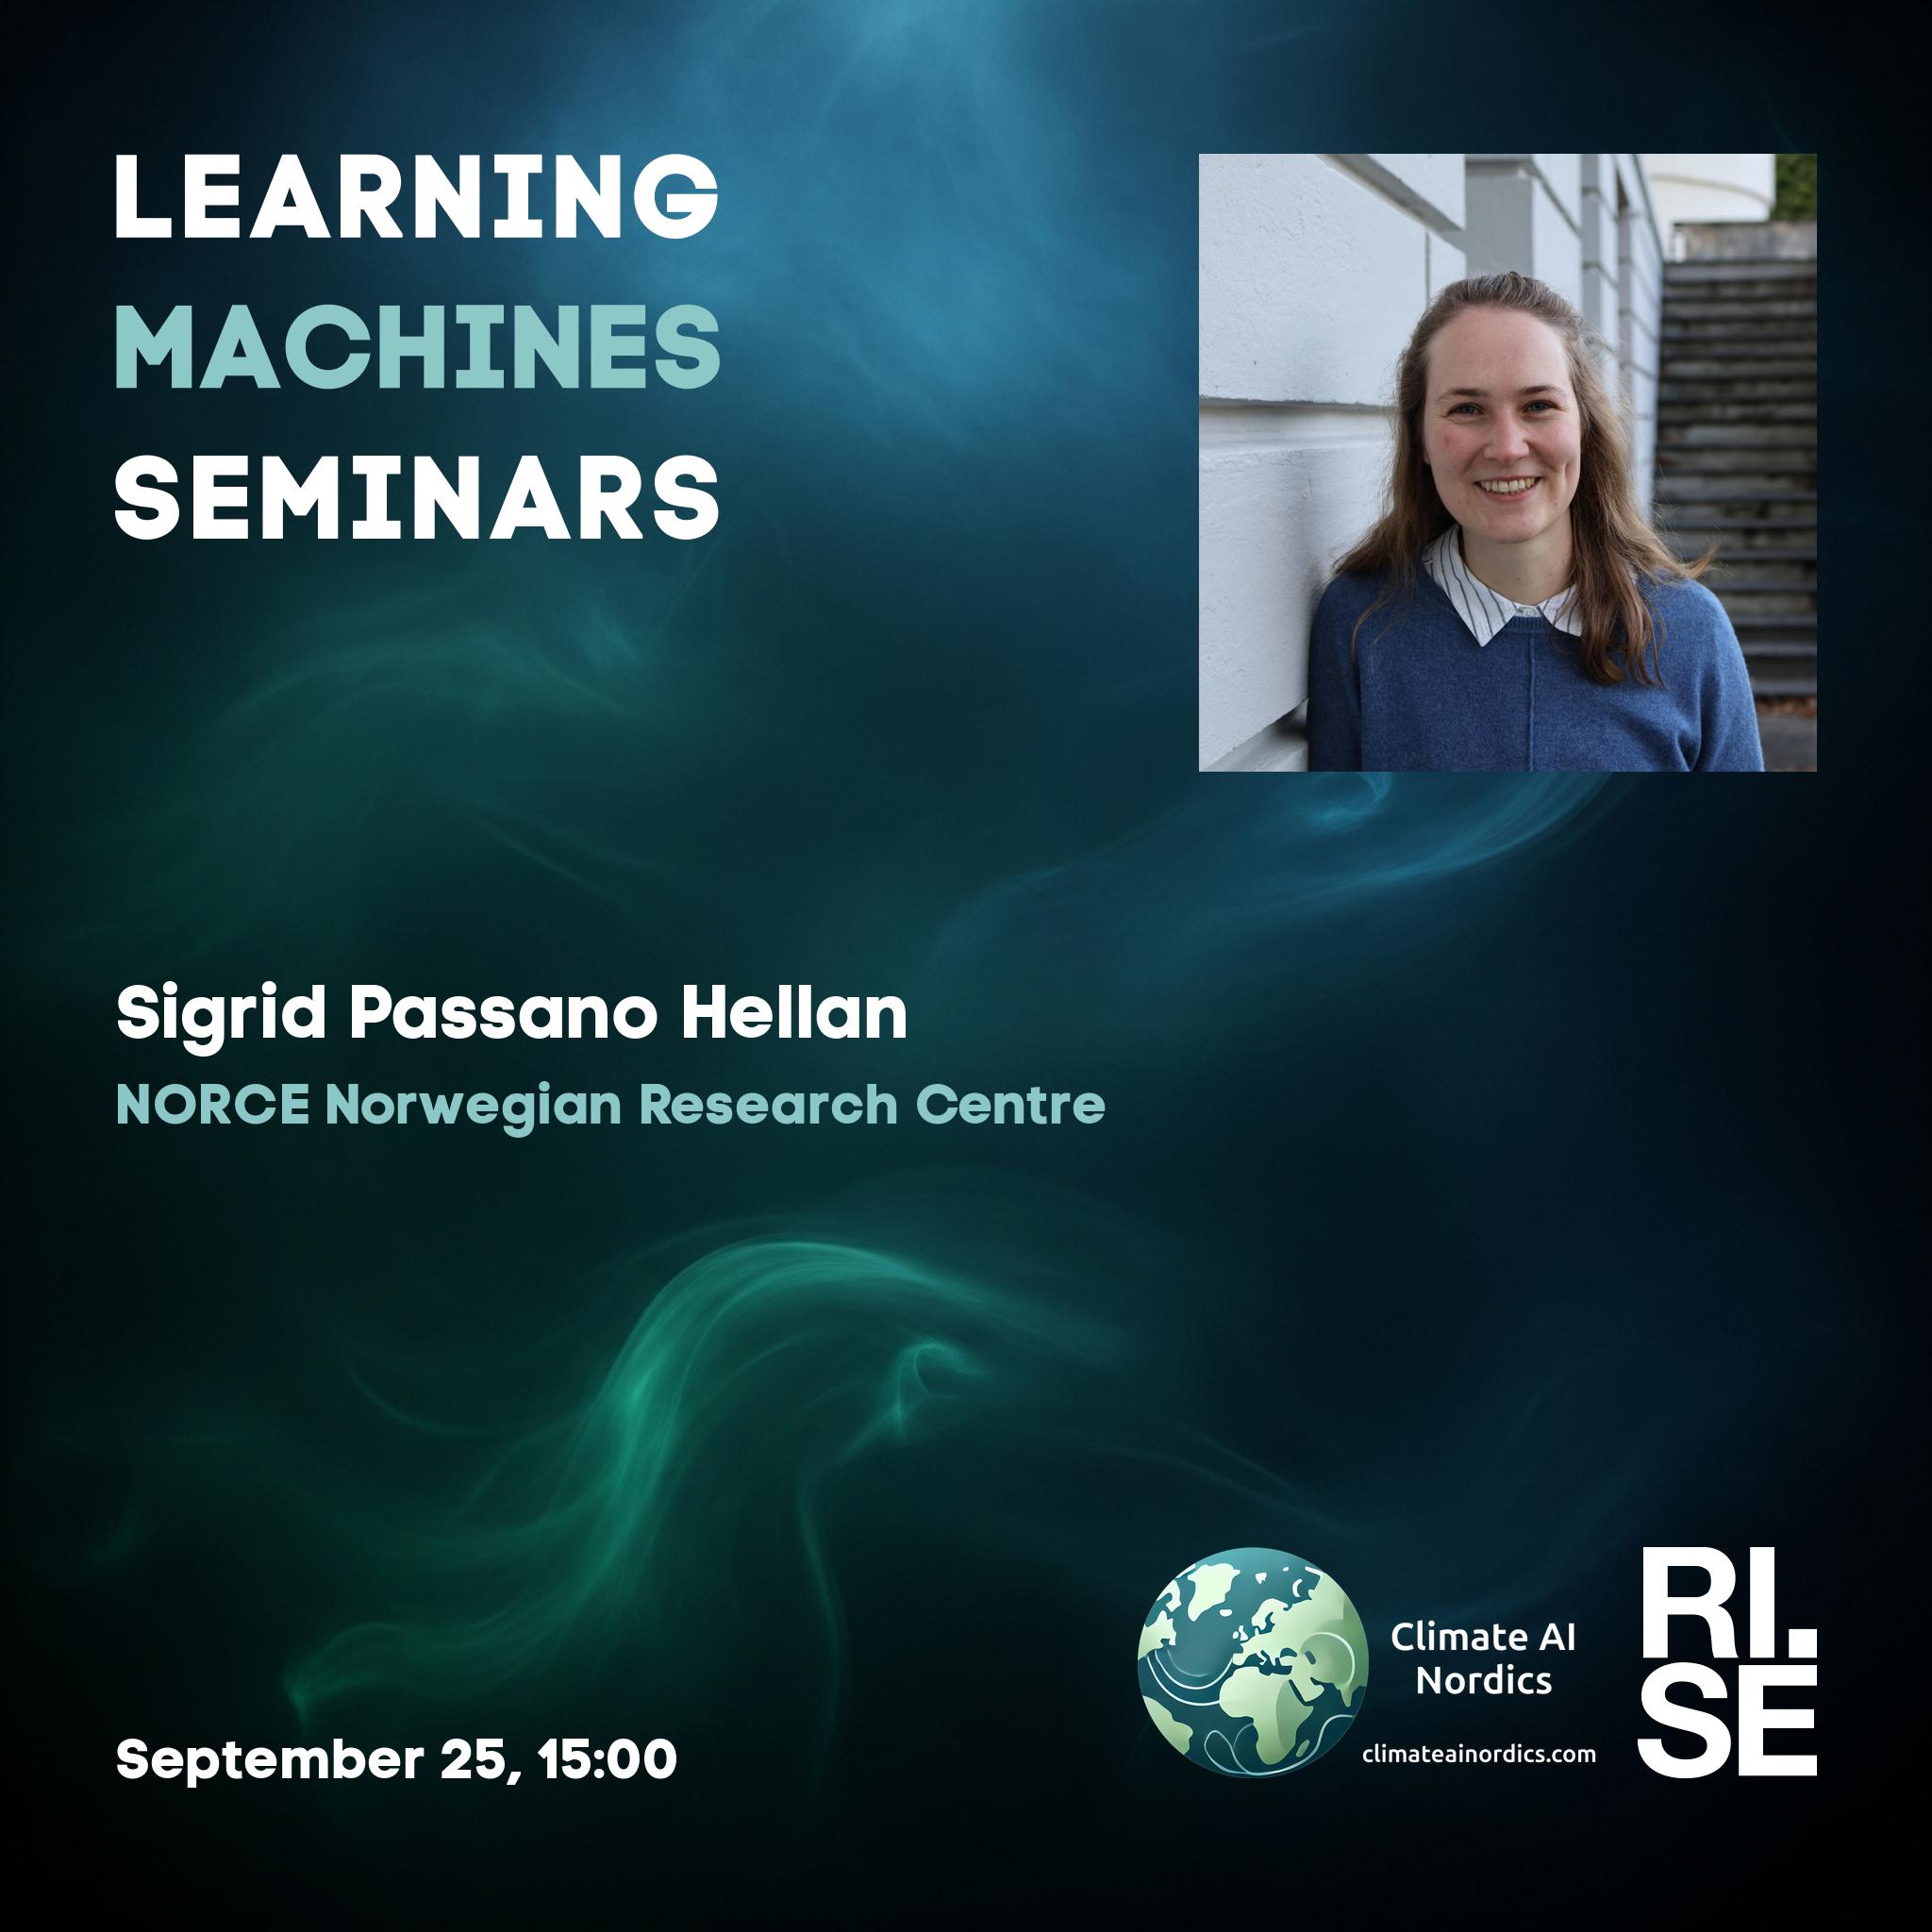 LEARNING
MACHINES
SEMINARS
Sigrid Passano Hellan
NORCE Norwegian Research Centre
September 25, 15:00
Climate AI
Nordics
climateainordics.com
RI.
SE